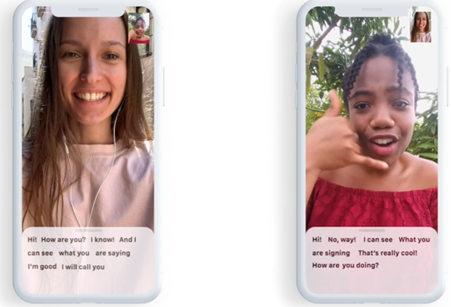 Hi! How are you? I know! And I
can see what you are saying
I'm good I will call you
Hi! No, way! I can see What you
are signing That's really cool!
How are you doing?